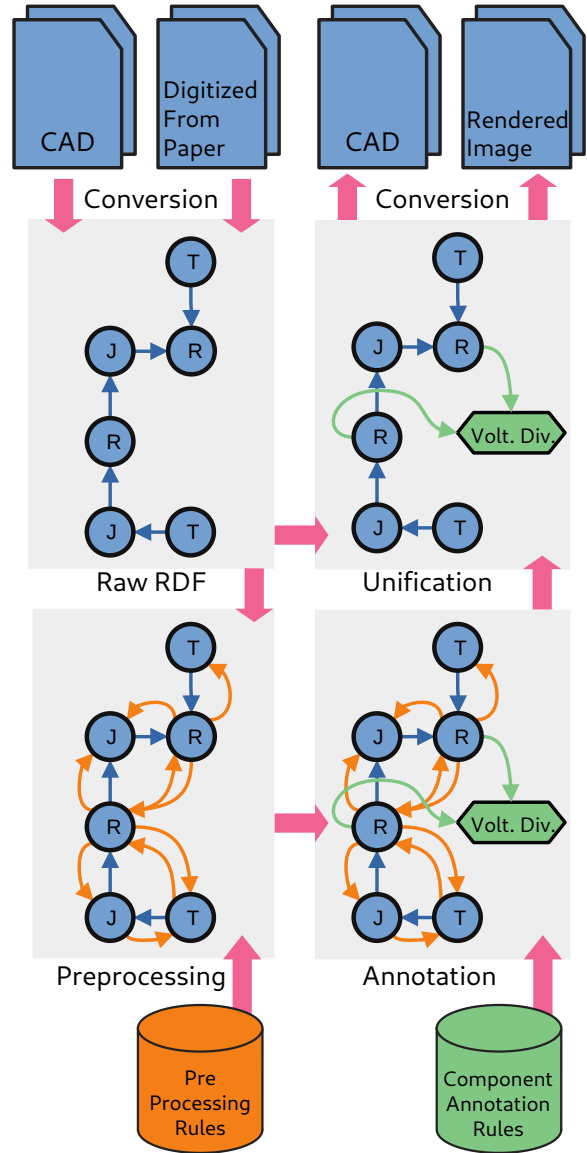 CAD
Digitized
From
Paper
CAD
Rendered
Image
Conversion
Conversion
T
J
R
R
J
T
Raw RDF
T
J
R
R
Volt. Div.
J
T
Unification
T
J
R
R
J
T
Preprocessing
T
J
R
R
Volt. Div.
J
T
Annotation
Pre
Processing
Rules
Component
Annotation
Rules